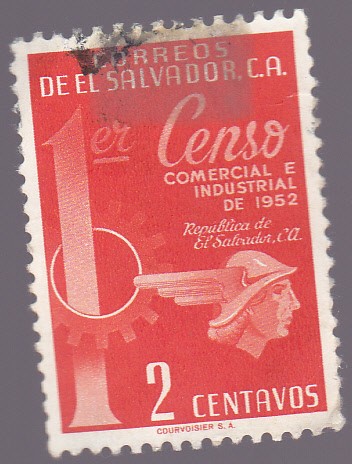 CORREOS
DE EL SALVADOR, C.A.
1er Censo
COMERCIAL E
INDUSTRIAL
DE 1952
República de
El Salvador, C.A.
2 CENTAVOS
COURVOISIER S.A.